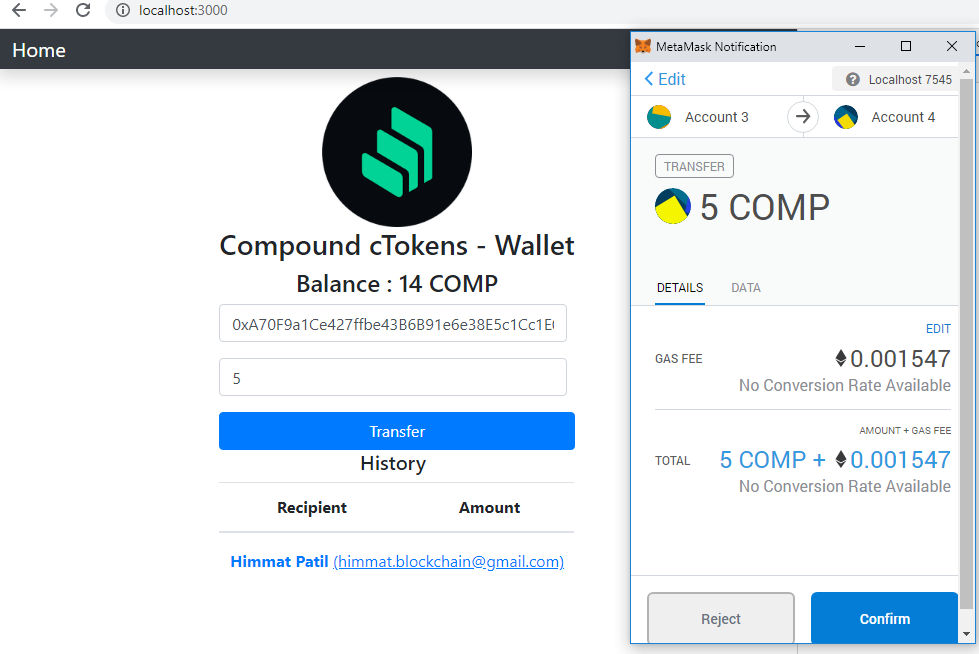 localhost:3000
Home
Compound cTokens - Wallet
Balance : 14 COMP
0xA70F9a1Ce427ffbe43B6B91e6e38E5c1Cc1E
5
Transfer
History
Recipient Amount
Himmat Patil (himmat.blockchain@gmail.com)
MetaMask Notification
Edit
Localhost 7545
Account 3 Account 4
TRANSFER
5 COMP
DETAILS DATA
EDIT
GAS FEE 0.001547
No Conversion Rate Available
AMOUNT + GAS FEE
TOTAL 5 COMP + 0.001547
No Conversion Rate Available
Reject Confirm